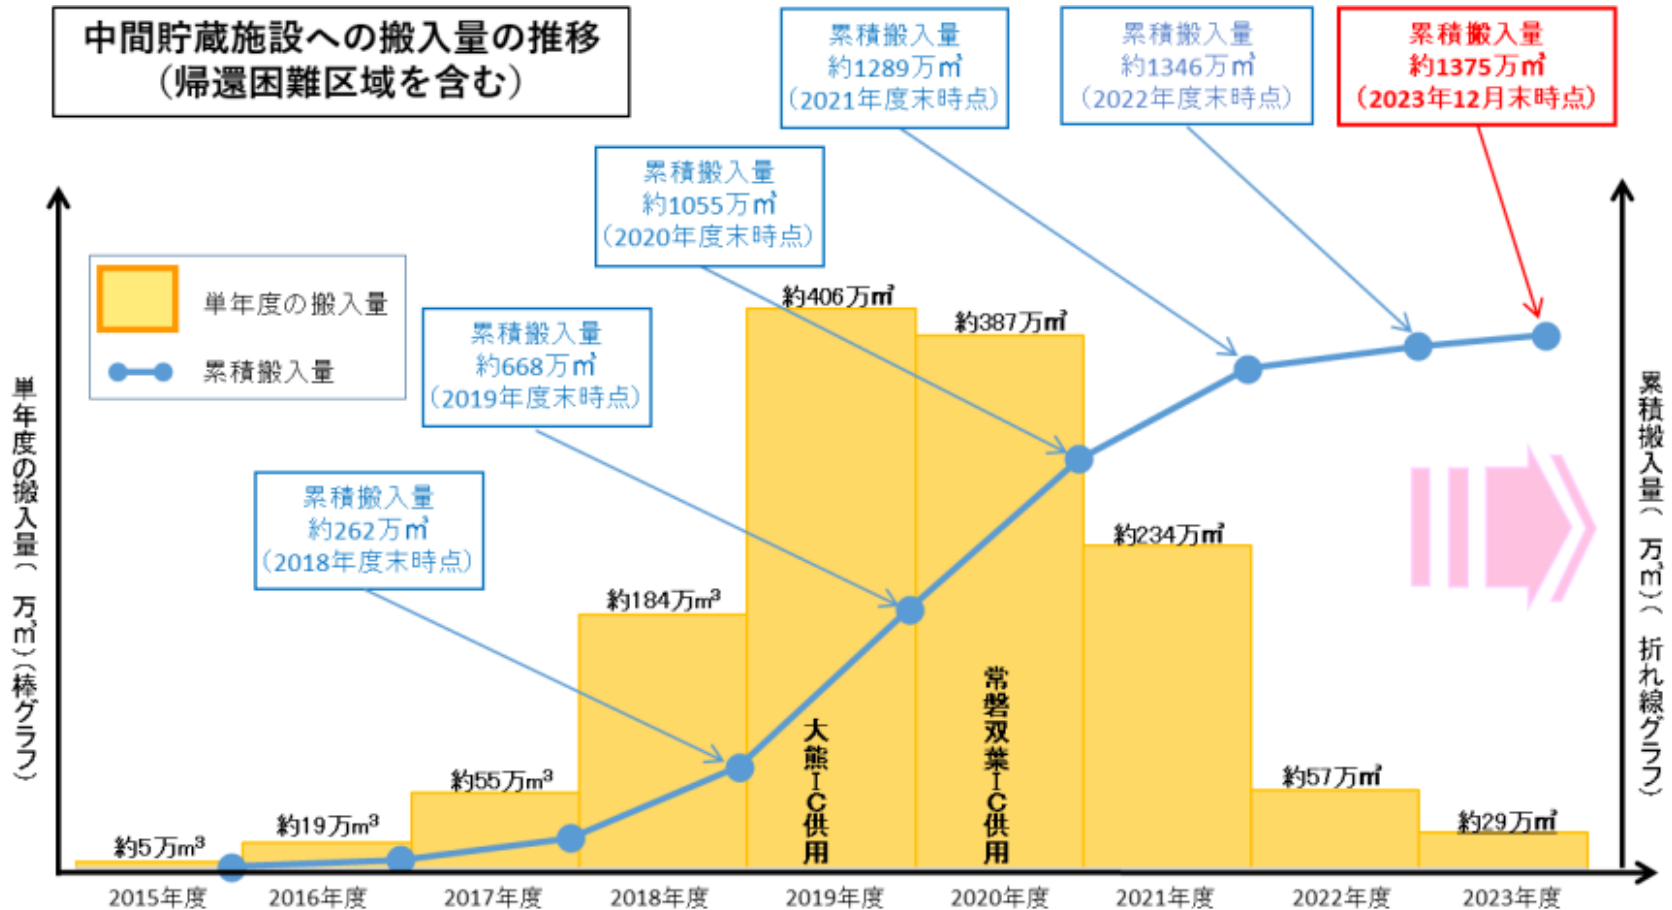 中間貯蔵施設への搬入量の推移
（帰還困難区域を含む）
累積搬入量
約1289万㎥
（2021年度末時点）
累積搬入量
約1346万㎥
（2022年度末時点）
累積搬入量
約1375万㎥
（2023年12月末時点）
累積搬入量
約1055万㎥
（2020年度末時点）
累積搬入量
約668万㎥
（2019年度末時点）
累積搬入量
約262万㎥
（2018年度末時点）
単年度の搬入量
累積搬入量
単年度の搬入量（ 万㎥）（棒グラフ）
累積搬入量（ 万㎥）（ 折れ線グラフ）
約5万m³
約19万m³
約55万m³
約184万m³
約406万㎥
約387万㎥
約234万㎥
約57万㎥
約29万㎥
大熊IC供用
常磐双葉IC供用
2015年度
2016年度
2017年度
2018年度
2019年度
2020年度
2021年度
2022年度
2023年度